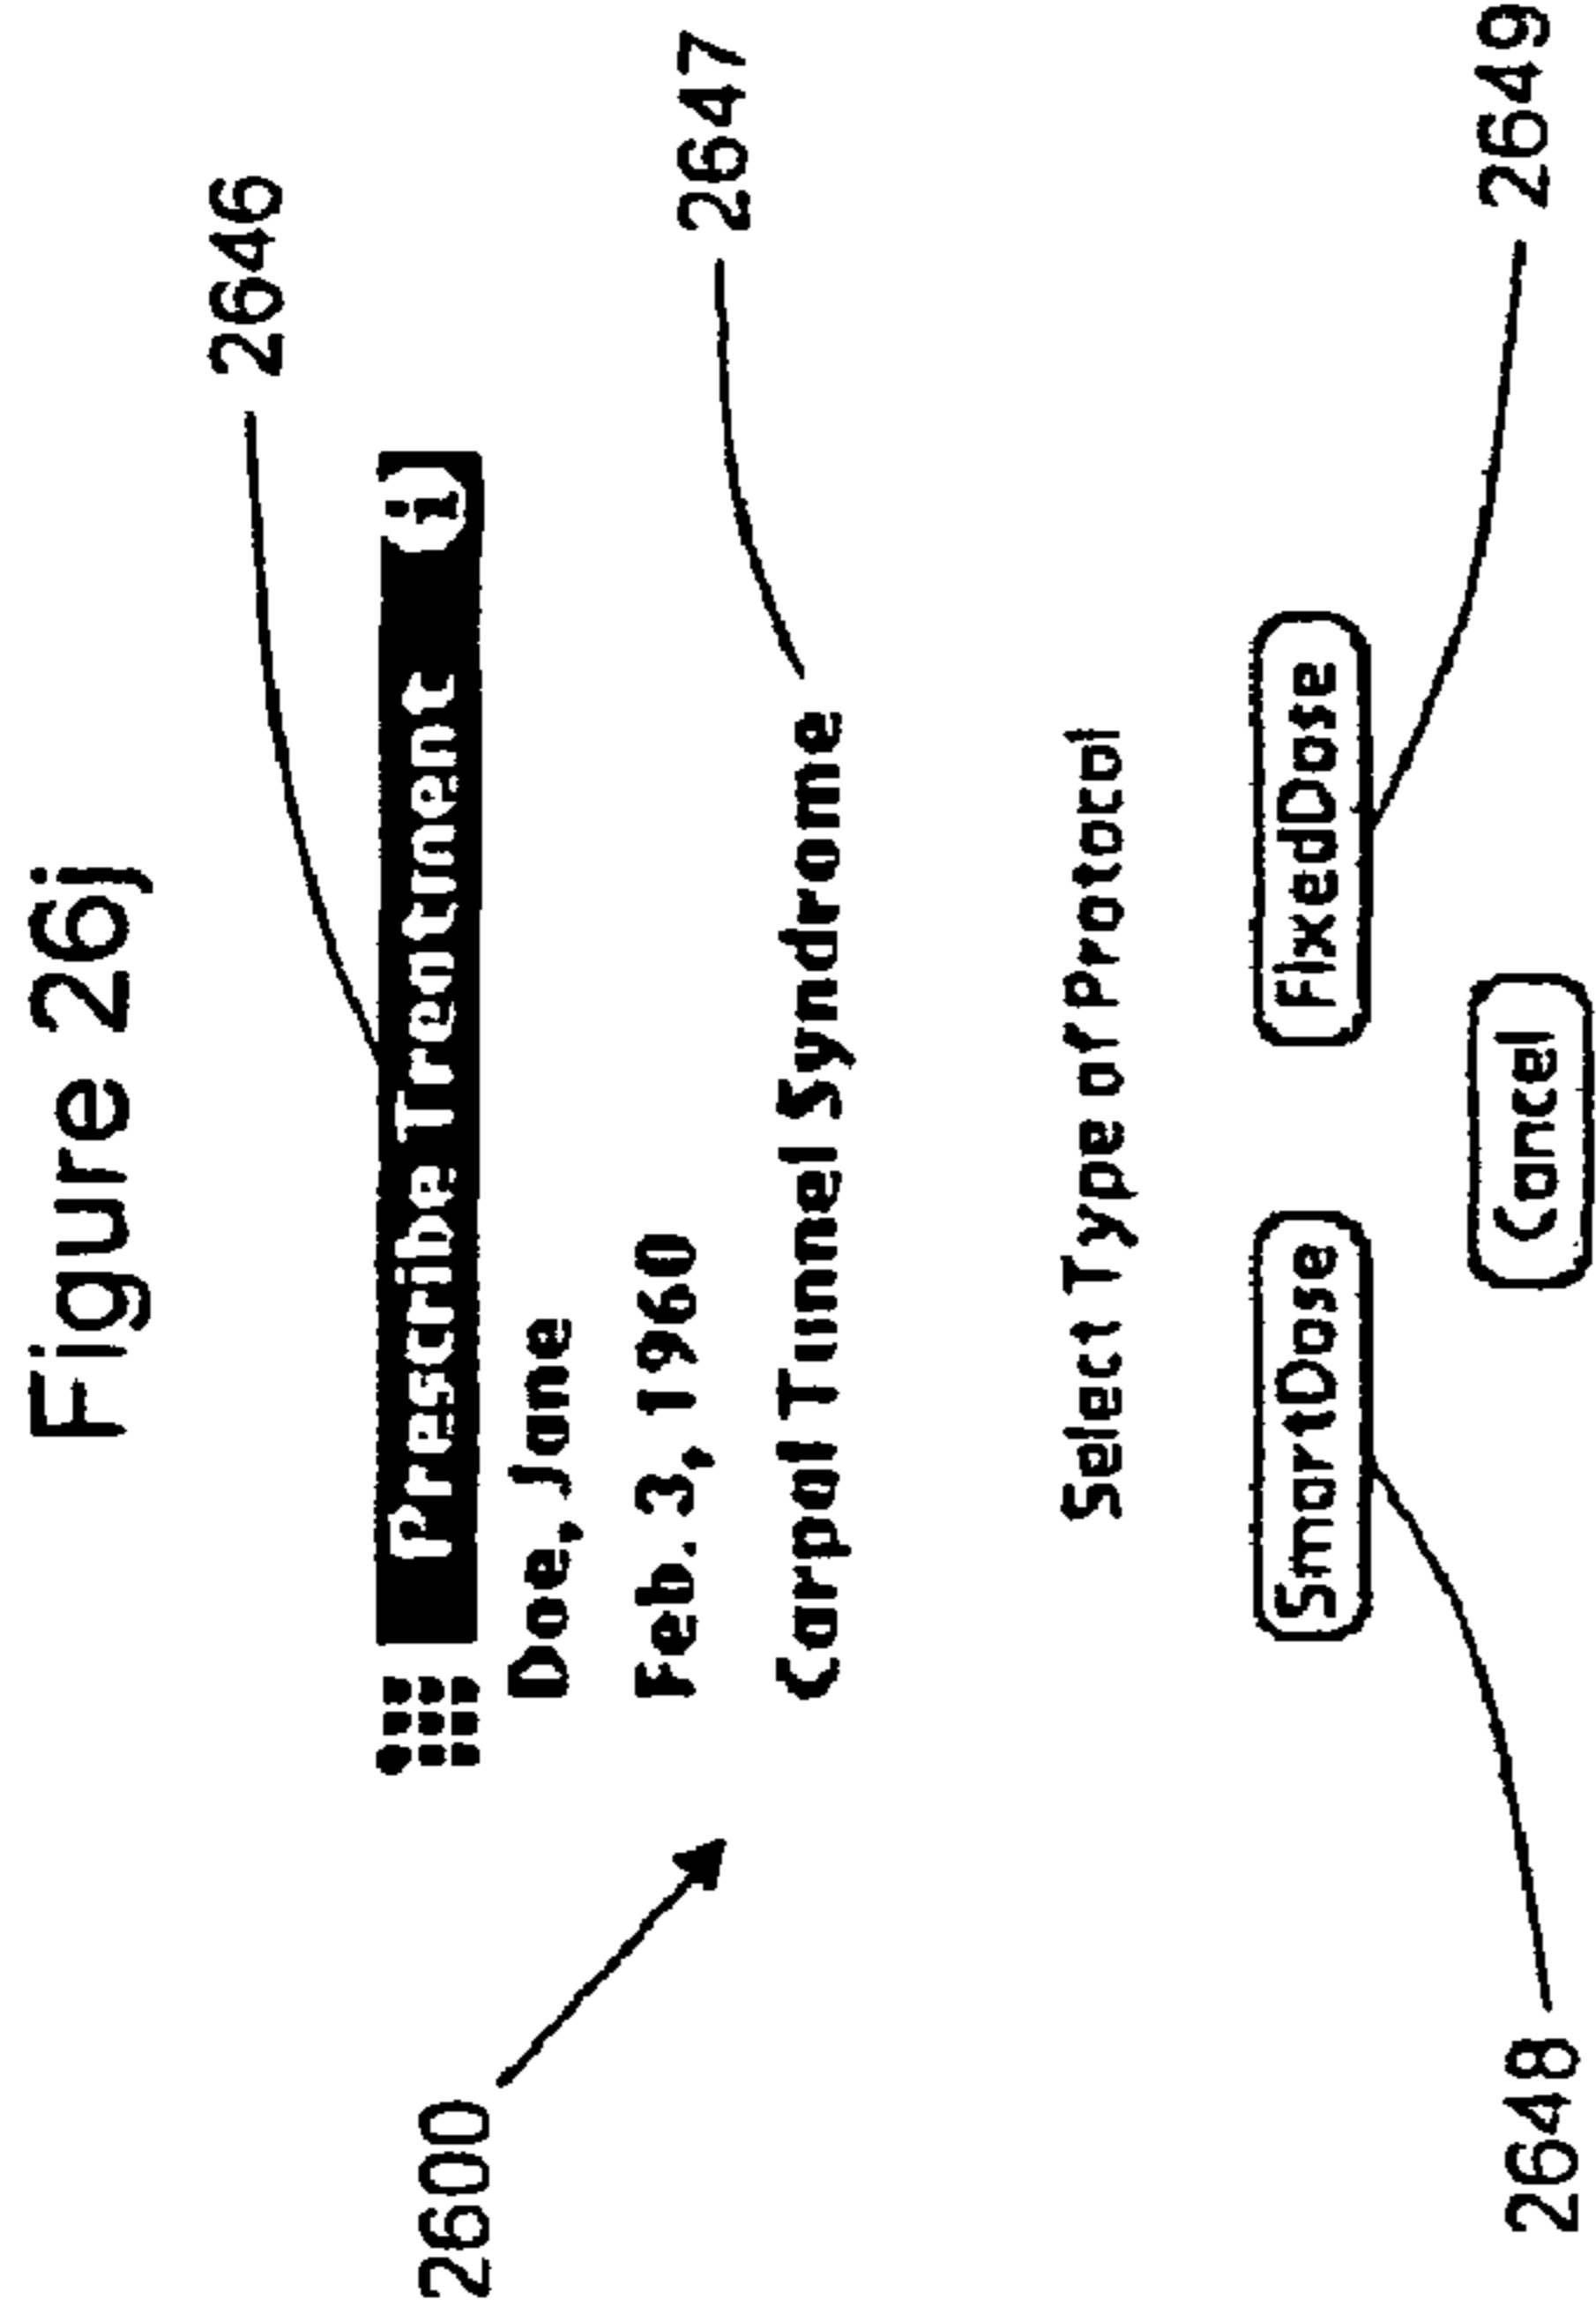 Figure 26j
2646
Prescribe Treatment i
2600
Doe, Jane
Feb. 3, 1960
2647
Carpal Tunnel Syndrome
Select Type of Protocol
SmartDose FixedDose
Cancel
2648 2649